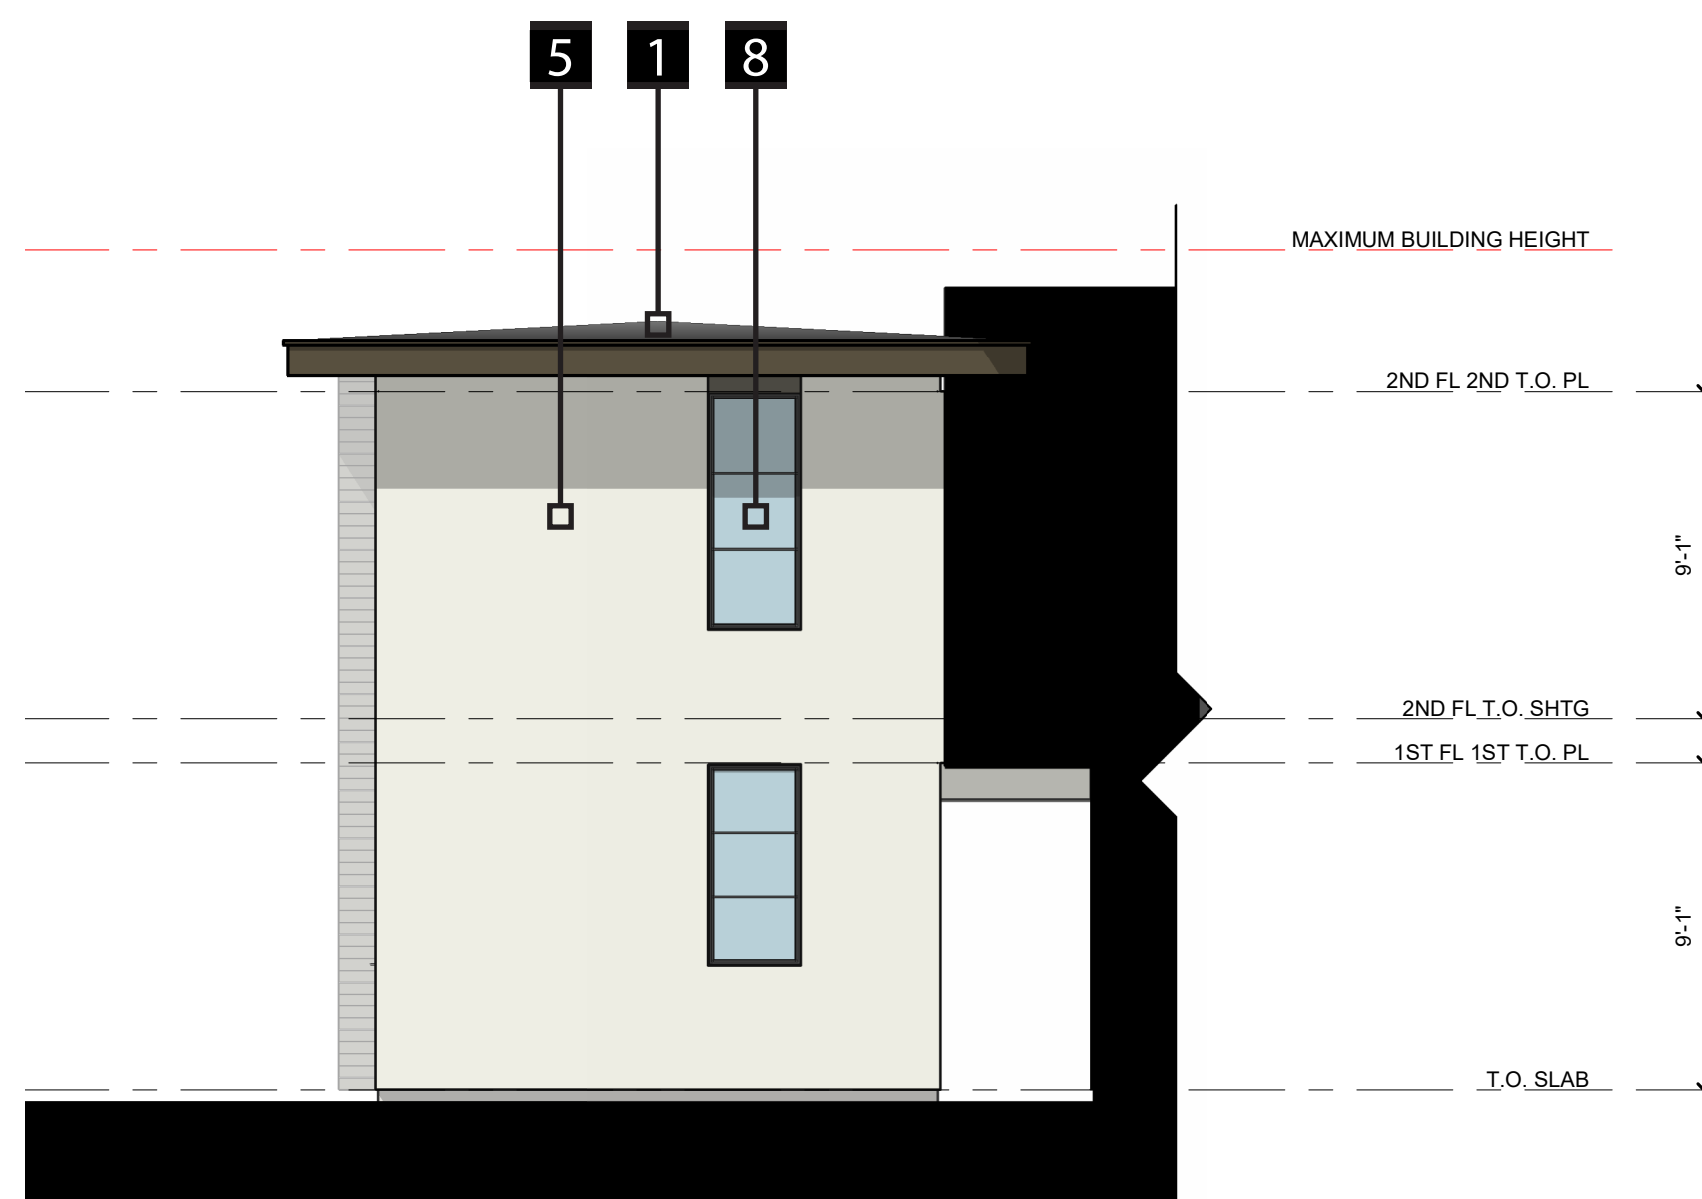 5 1 8
MAXIMUM BUILDING HEIGHT
2ND FL 2ND T.O. PL
9'-1"
2ND FL T.O. SHTG
1ST FL 1ST T.O. PL
9'-1"
T.O. SLAB